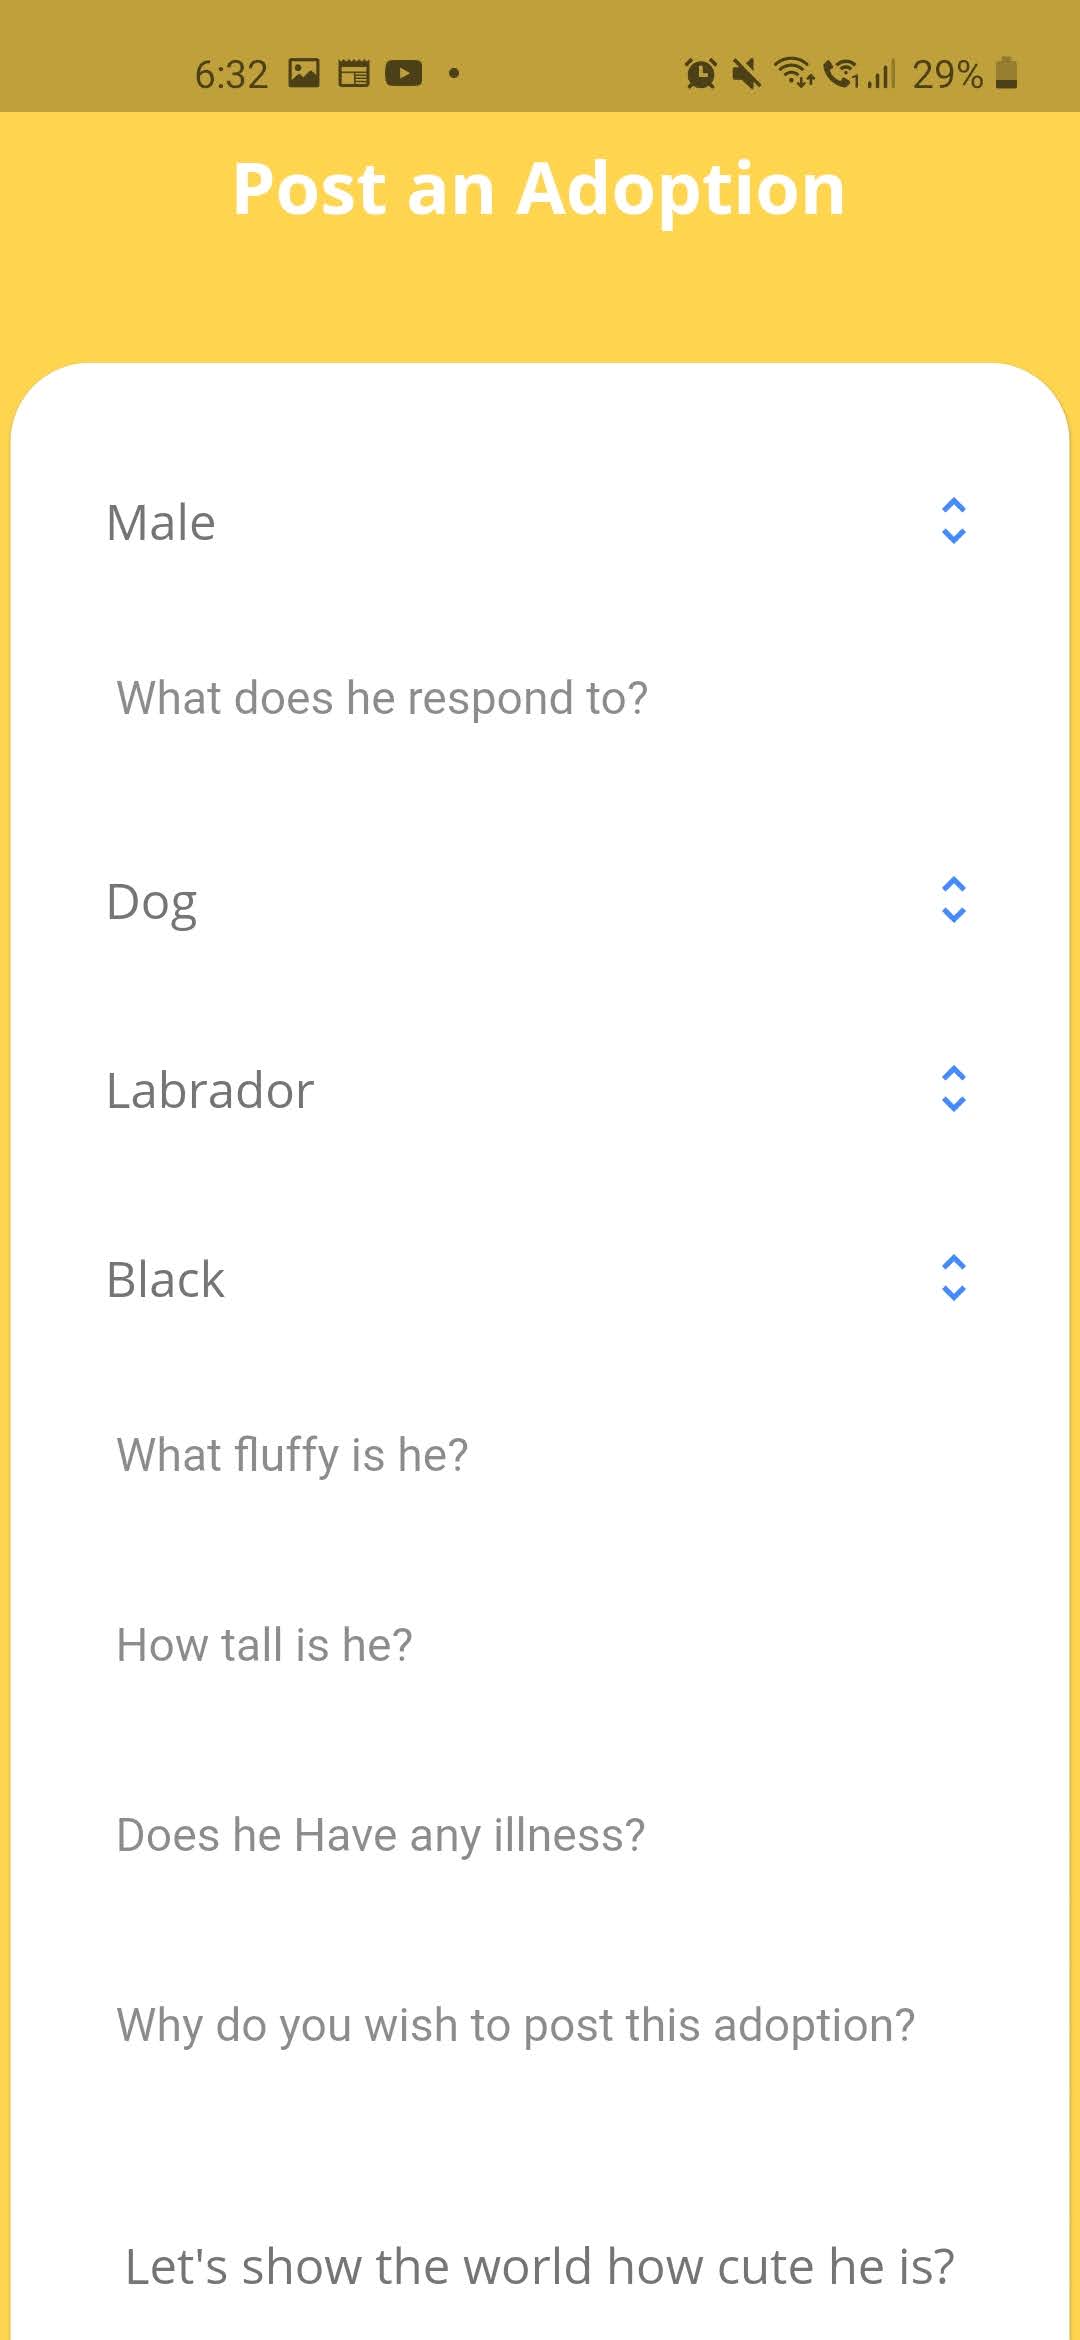 6:32
29%
Post an Adoption
Male
What does he respond to?
Dog
Labrador
Black
What fluffy is he?
How tall is he?
Does he Have any illness?
Why do you wish to post this adoption?
Let's show the world how cute he is?